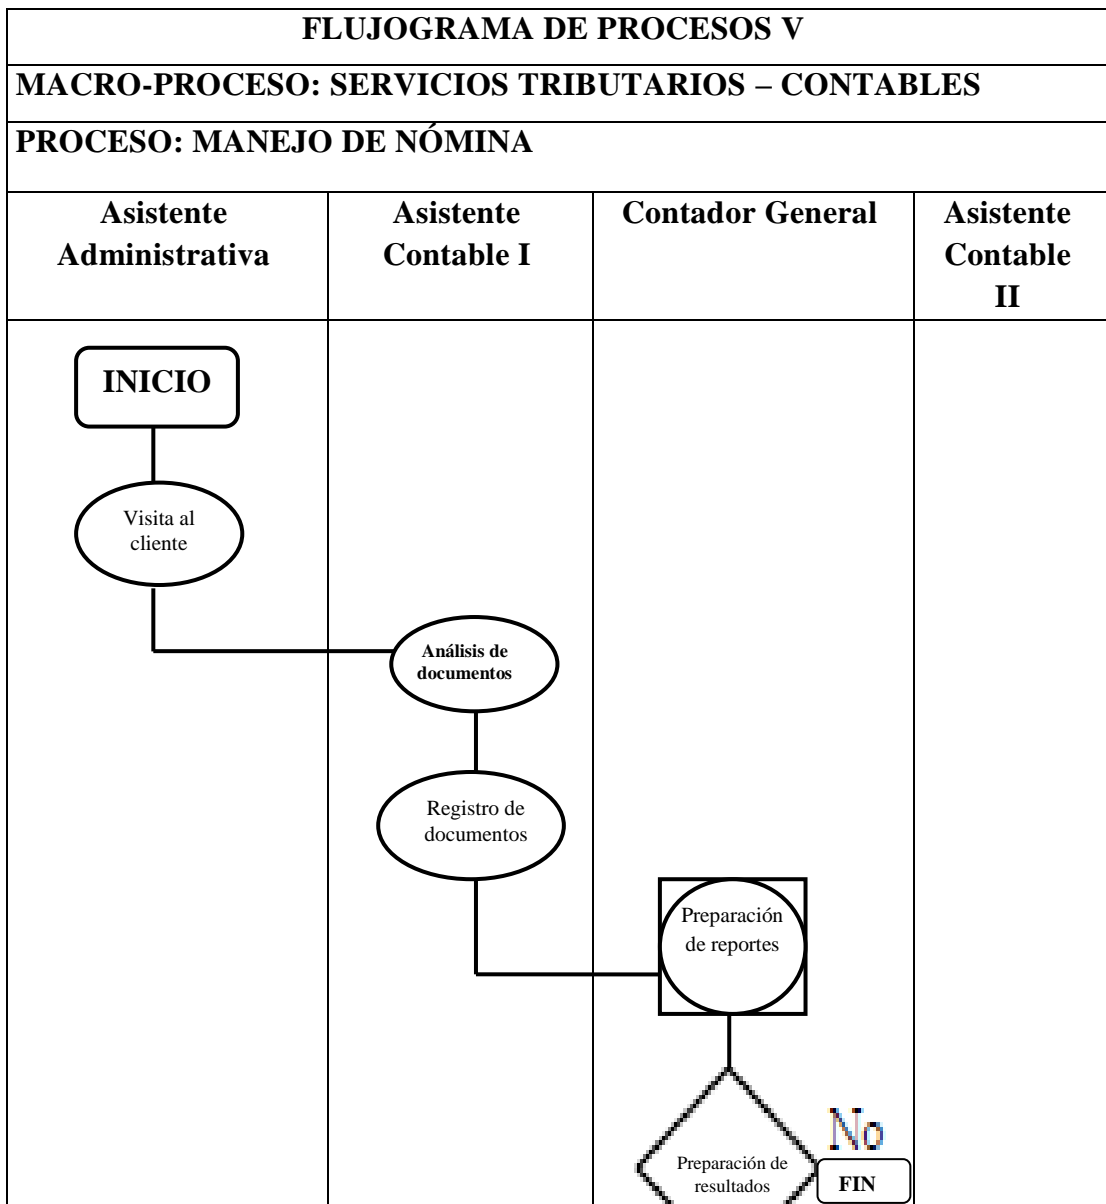 FLUJOGRAMA DE PROCESOS V
MACRO-PROCESO: SERVICIOS TRIBUTARIOS – CONTABLES
PROCESO: MANEJO DE NÓMINA
Asistente
Administrativa
Asistente
Contable I
Contador General
Asistente
Contable
II
INICIO
Visita al
cliente
Análisis de
documentos
Registro de
documentos
Preparación
de reportes
No
Preparación de
resultados
FIN